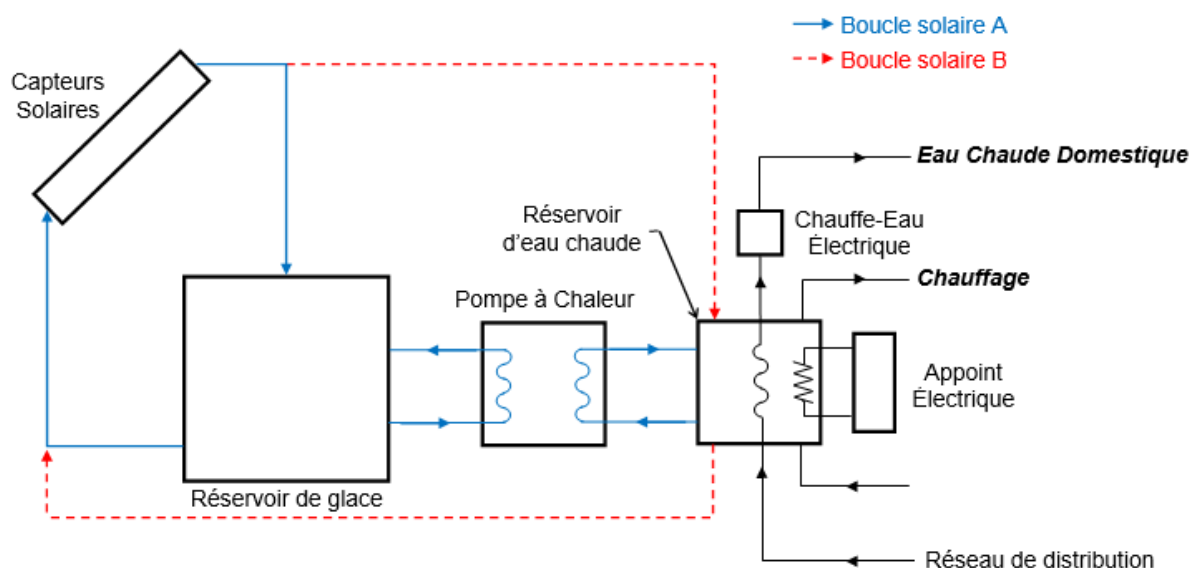 Boucle solaire A
Boucle solaire B
Capteurs
Solaires
Eau Chaude Domestique
Réservoir
d'eau chaude
Chauffe-Eau
Électrique
Chauffage
Pompe à Chaleur
Appoint
Électrique
Réservoir de glace
Réseau de distribution